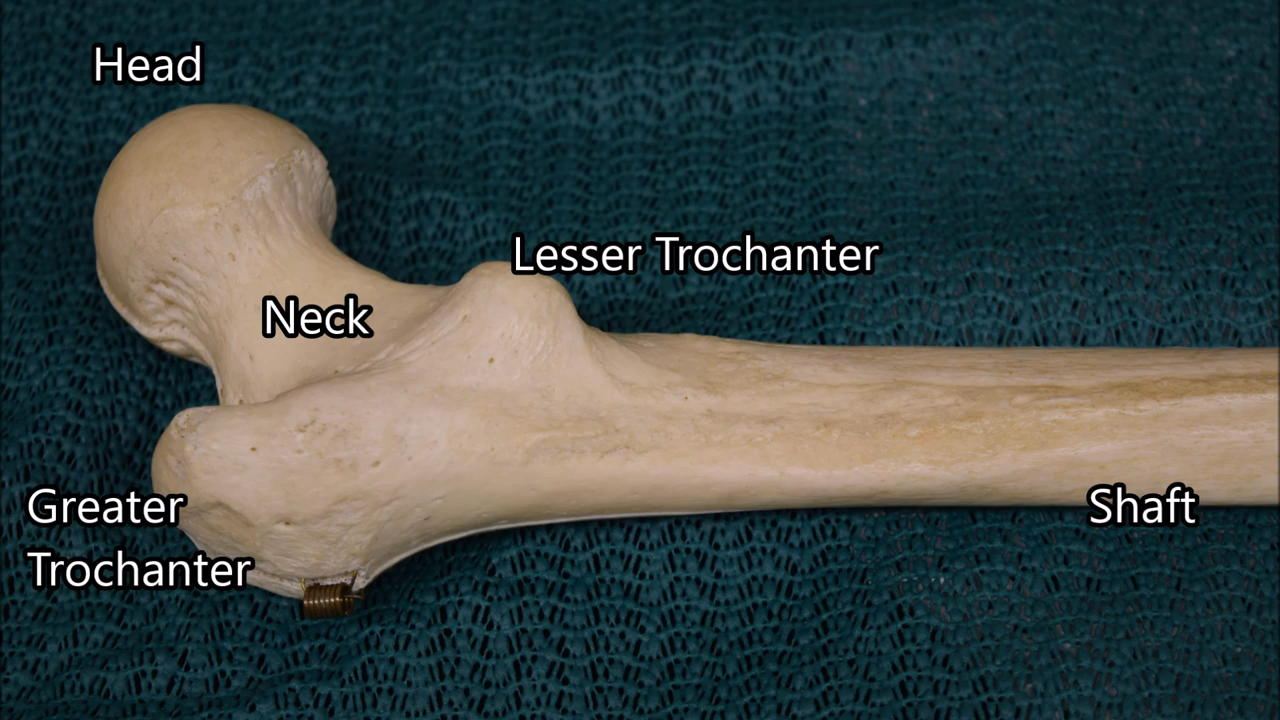 Head
Lesser Trochanter
Neck
Greater
Trochanter
Shaft